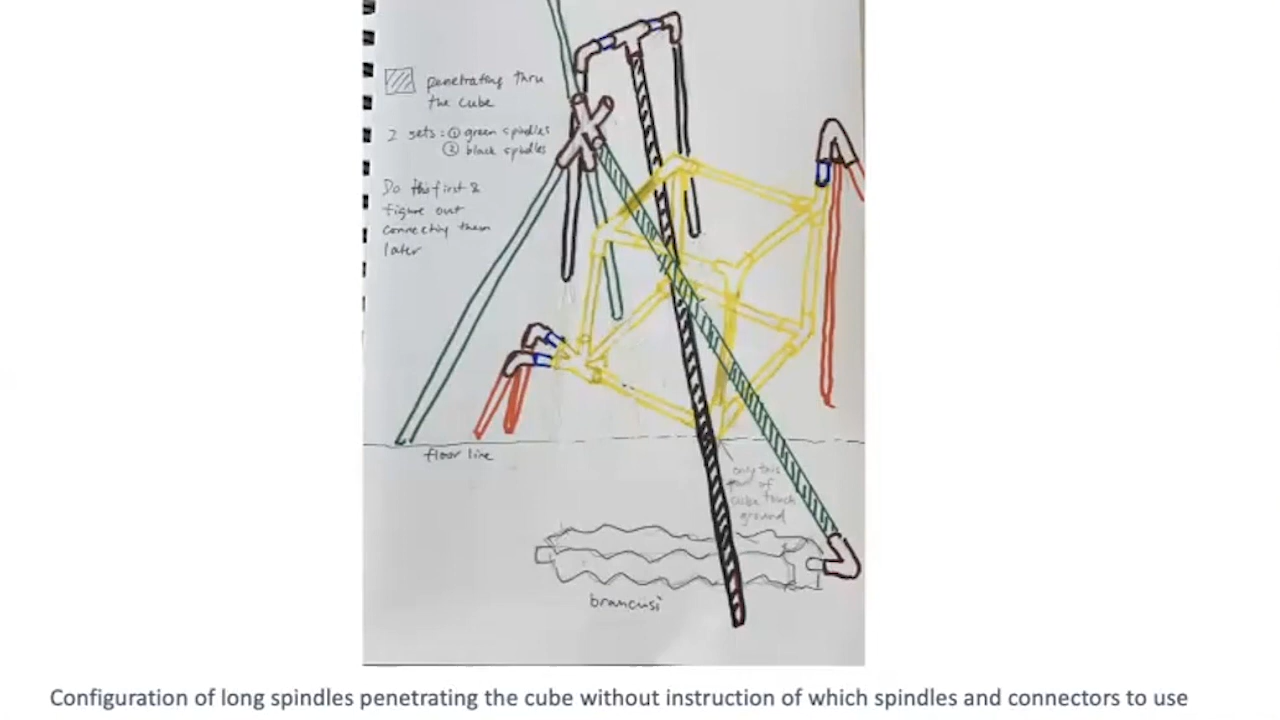 penetrating thru
the cube
2 sets: ① green spindles
② black spindles
Do this first &
figure out
connecting them
later
floor line
only this
part of
cube touch
ground
brancusi
Configuration of long spindles penetrating the cube without instruction of which spindles and connectors to use